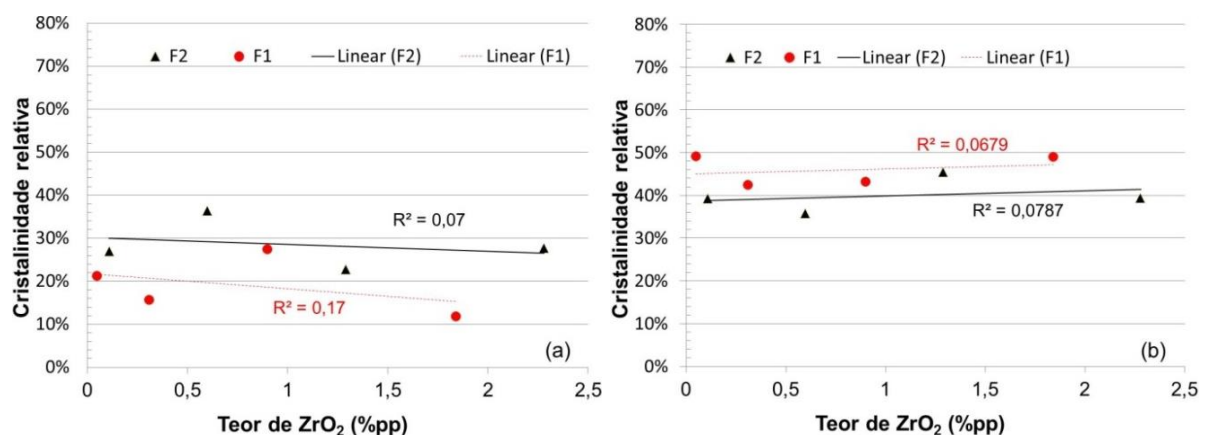 80%
70%
60%
50%
40%
30%
20%
10%
0%
Cristalinidade relativa
F2 F1 Linear (F2) Linear (F1)
R² = 0,07
R² = 0,17
(a)
0 0,5 1 1,5 2 2,5
Teor de ZrO₂ (%pp)
80%
70%
60%
50%
40%
30%
20%
10%
0%
Cristalinidade relativa
F2 F1 Linear (F2) Linear (F1)
R² = 0,0679
R² = 0,0787
(b)
0 0,5 1 1,5 2 2,5
Teor de ZrO₂ (%pp)